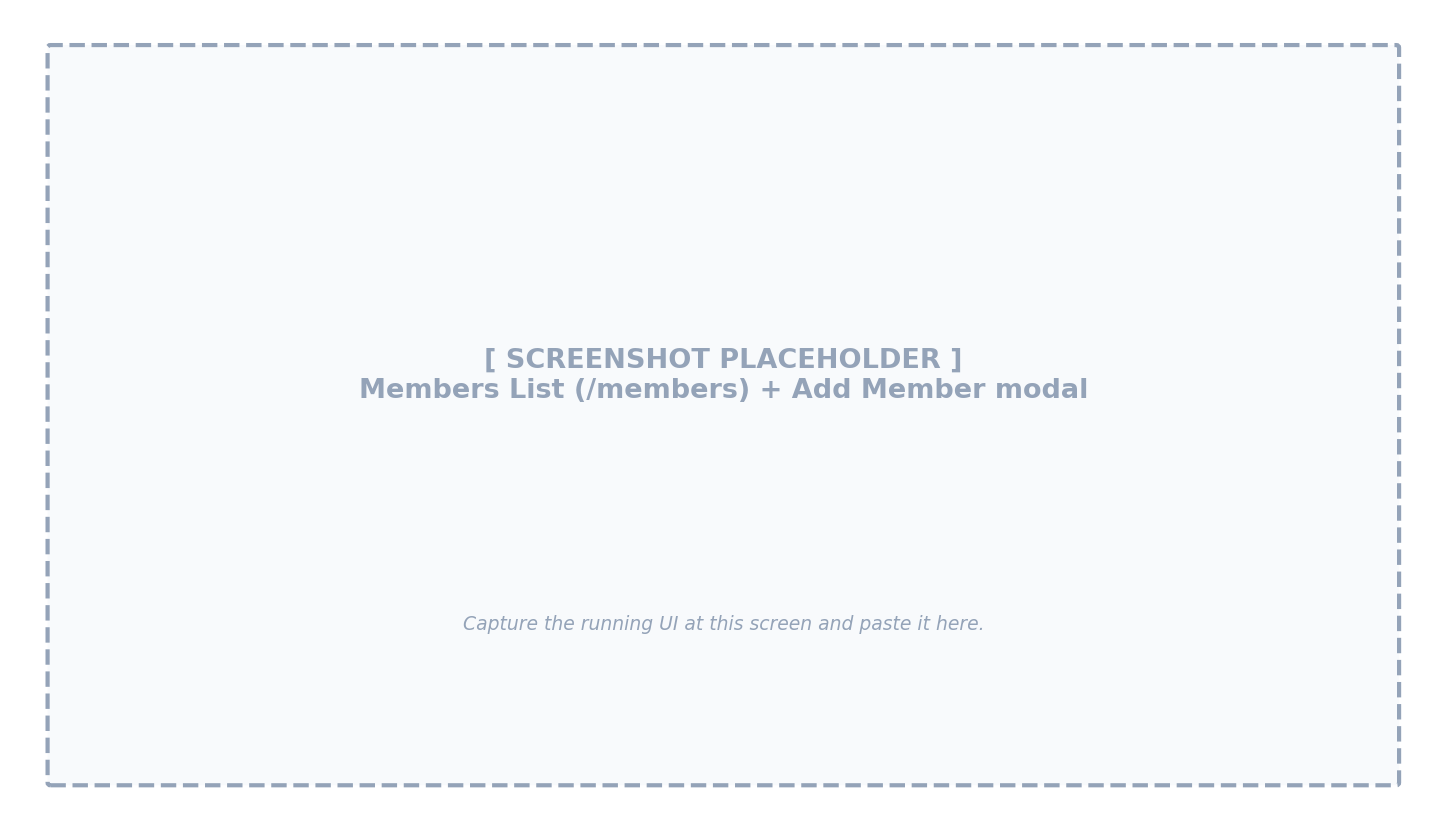 [ SCREENSHOT PLACEHOLDER ]
Members List (/members) + Add Member modal
Capture the running UI at this screen and paste it here.